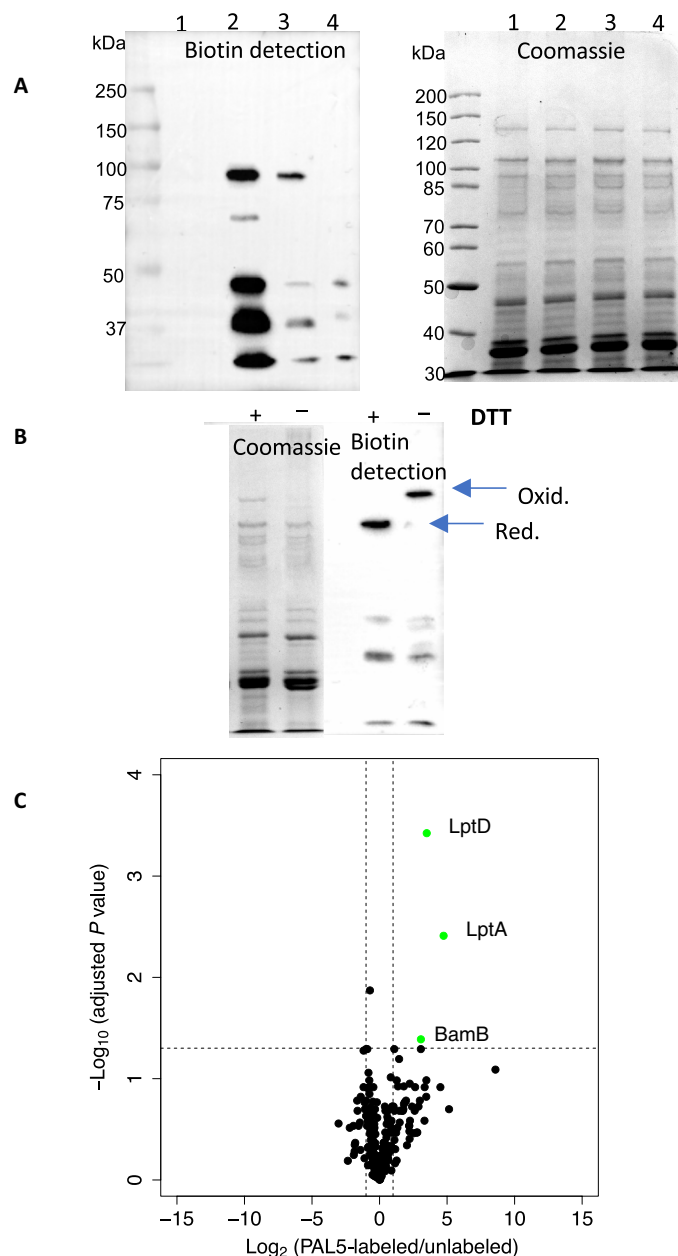 1 2 3 4
kDa
Biotin detection
A
250
150
100
75
50
37
1 2 3 4
kDa
Coomassie
200
150
120
100
85
70
60
50
40
30
+ − + − DTT
B
Coomassie
Biotin
detection
Oxid.
Red.
C
4
3
2
1
0
-Log10 (adjusted P value)
LptD
LptA
BamB
−15 −10 −5 0 5 10 15
Log2 (PAL5-labeled/unlabeled)